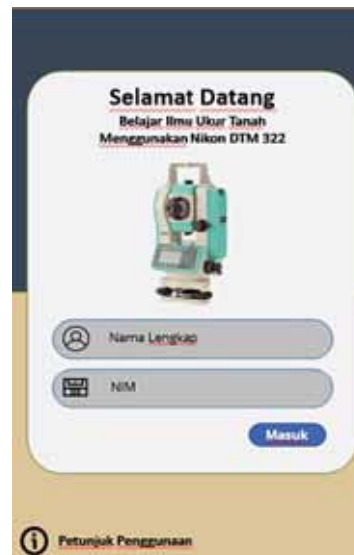 Selamat Datang
Belajar Ilmu Ukur Tanah
Menggunakan Nikon DTM 322
Nama Lengkap
NIM
Masuk
Petunjuk Penggunaan